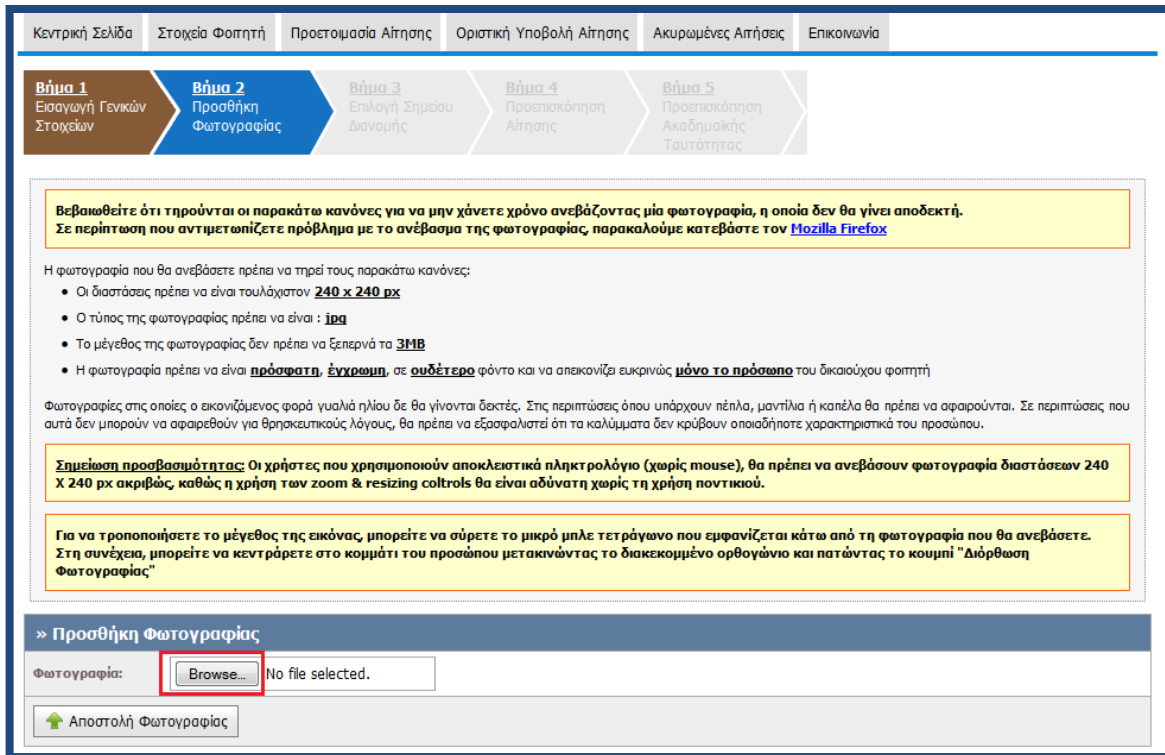 Κεντρική Σελίδα Στοιχεία Φοιτητή Προετοιμασία Αίτησης Οριστική Υποβολή Αίτησης Ακυρωμένες Αιτήσεις Επικοινωνία
Βήμα 1
Εισαγωγή Γενικών
Στοιχείων
Βήμα 2
Προσθήκη
Φωτογραφίας
Βήμα 3
Επιλογή Σημείου
Διανομής
Βήμα 4
Προεπισκόπηση
Αίτησης
Βήμα 5
Προεπισκόπηση
Ακαδημαϊκής
Ταυτότητας
Βεβαιωθείτε ότι τηρούνται οι παρακάτω κανόνες για να μην χάνετε χρόνο ανεβάζοντας μία φωτογραφία, η οποία δεν θα γίνει αποδεκτή.
Σε περίπτωση που αντιμετωπίζετε πρόβλημα με το ανέβασμα της φωτογραφίας, παρακαλούμε κατεβάστε τον Mozilla Firefox
Η φωτογραφία που θα ανεβάσετε πρέπει να τηρεί τους παρακάτω κανόνες:
• Οι διαστάσεις πρέπει να είναι τουλάχιστον 240 x 240 px
• Ο τύπος της φωτογραφίας πρέπει να είναι : jpg
• Το μέγεθος της φωτογραφίας δεν πρέπει να ξεπερνά τα 3MB
• Η φωτογραφία πρέπει να είναι πρόσφατη, έγχρωμη, σε ουδέτερο φόντο και να απεικονίζει ευκρινώς μόνο το πρόσωπο του δικαιούχου φοιτητή
Φωτογραφίες στις οποίες ο εικονιζόμενος φορά γυαλιά ηλίου δε θα γίνονται δεκτές. Στις περιπτώσεις όπου υπάρχουν πέπλα, μαντίλια ή καπέλα θα πρέπει να αφαιρούνται. Σε περιπτώσεις που
αυτά δεν μπορούν να αφαιρεθούν για θρησκευτικούς λόγους, θα πρέπει να εξασφαλιστεί ότι τα καλύμματα δεν κρύβουν οποιαδήποτε χαρακτηριστικά του προσώπου.
Σημείωση προσβασιμότητας: Οι χρήστες που χρησιμοποιούν αποκλειστικά πληκτρολόγιο (χωρίς mouse), θα πρέπει να ανεβάσουν φωτογραφία διαστάσεων 240
X 240 px ακριβώς, καθώς η χρήση των zoom & resizing coltrols θα είναι αδύνατη χωρίς τη χρήση ποντικιού.
Για να τροποποιήσετε το μέγεθος της εικόνας, μπορείτε να σύρετε το μικρό μπλε τετράγωνο που εμφανίζεται κάτω από τη φωτογραφία που θα ανεβάσετε.
Στη συνέχεια, μπορείτε να κεντράρετε στο κομμάτι του προσώπου μετακινώντας το διακεκομμένο ορθογώνιο και πατώντας το κουμπί "Διόρθωση
Φωτογραφίας"
» Προσθήκη Φωτογραφίας
Φωτογραφία: Browse... No file selected.
Αποστολή Φωτογραφίας